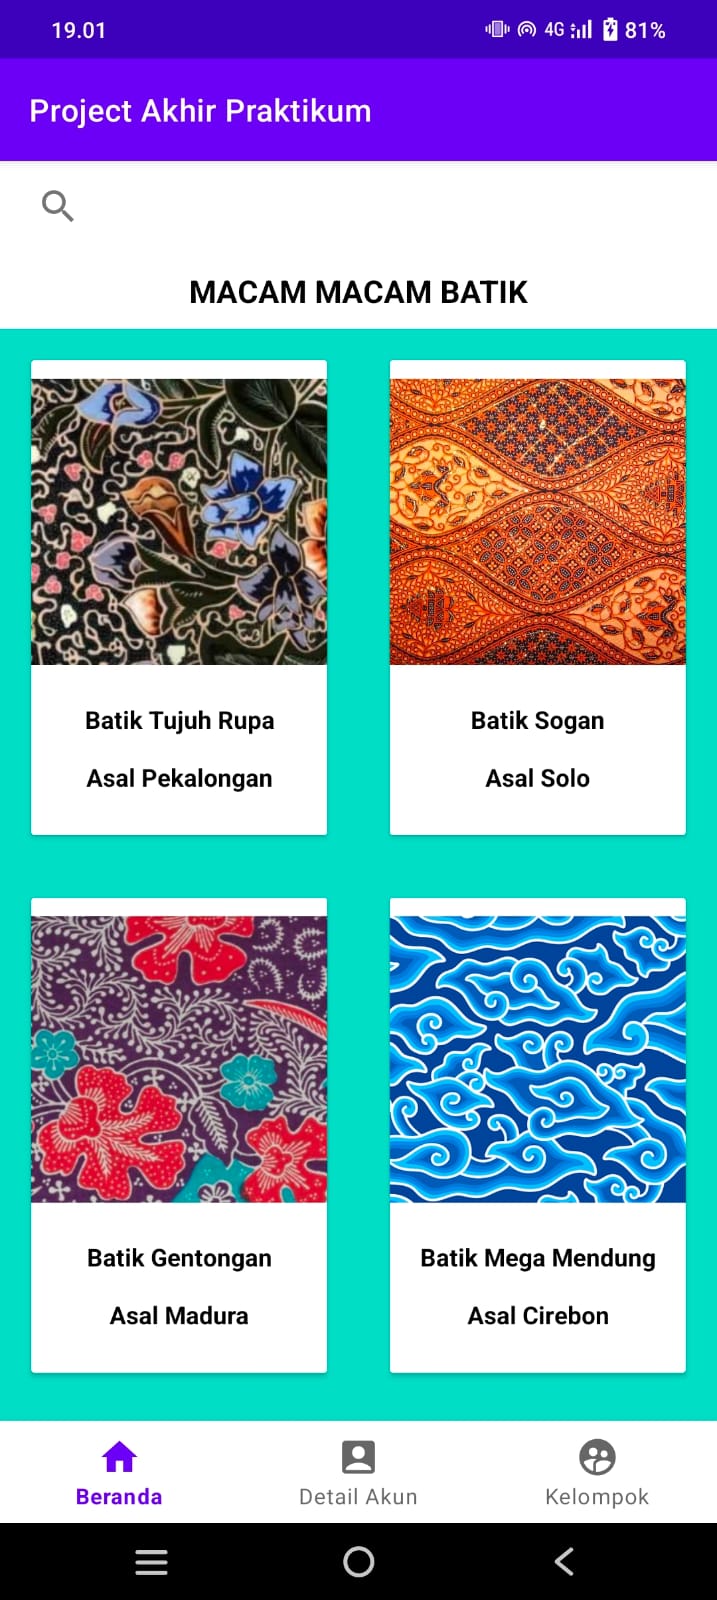 19.01 4G 81%
Project Akhir Praktikum
MACAM MACAM BATIK
Batik Tujuh Rupa
Asal Pekalongan
Batik Sogan
Asal Solo
Batik Gentongan
Asal Madura
Batik Mega Mendung
Asal Cirebon
Beranda
Detail Akun
Kelompok